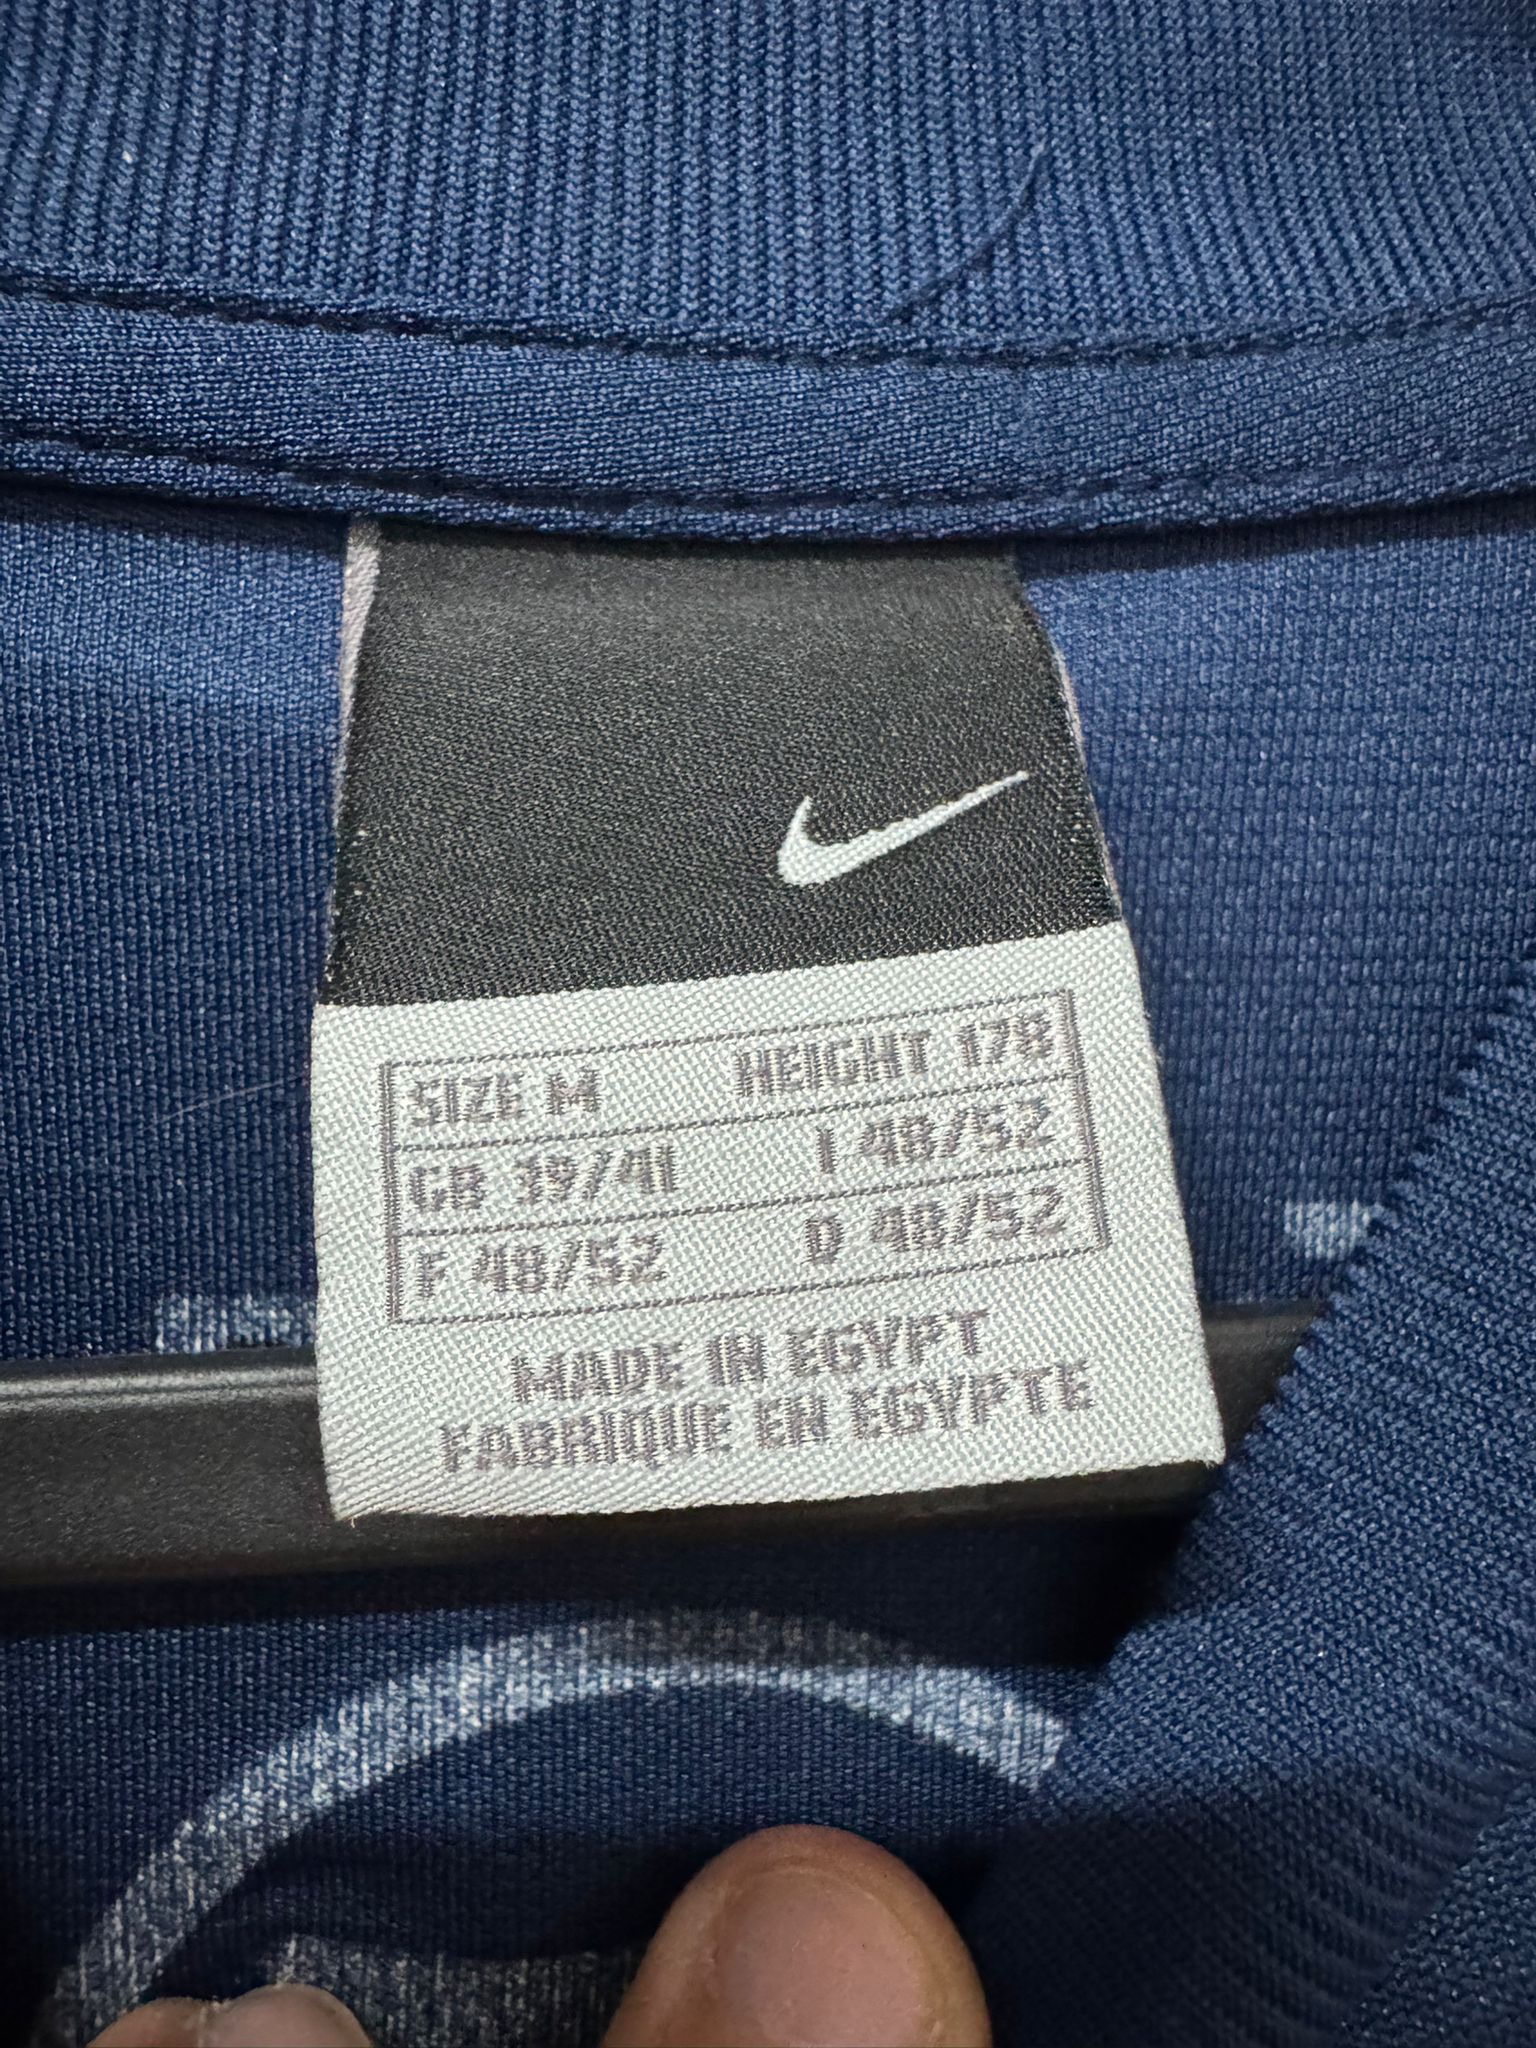 SIZE M HEIGHT 178
GB 39/41 I 48/52
F 48/52 D 48/52
MADE IN EGYPT
FABRIQUE EN EGYPTE